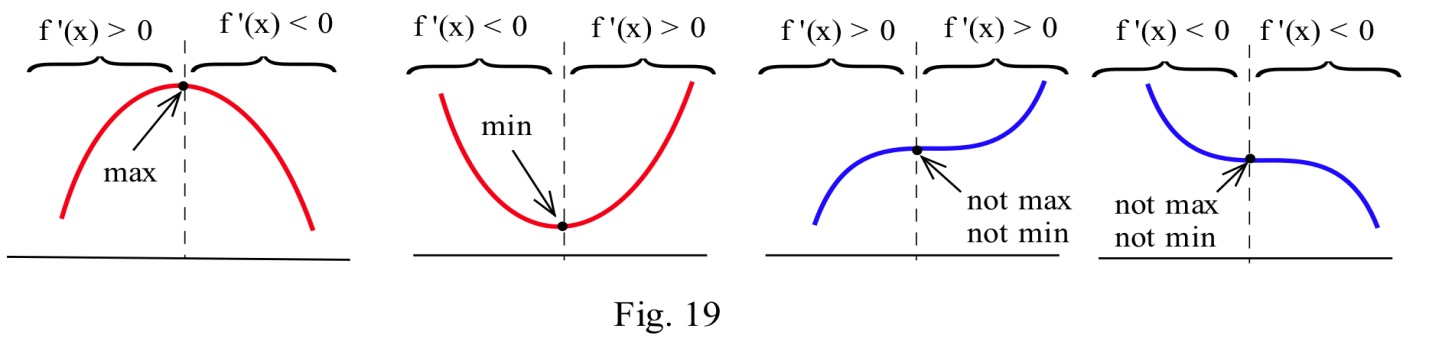 f '(x) > 0
f '(x) < 0
max
f '(x) < 0
f '(x) > 0
min
f '(x) > 0
f '(x) > 0
not max
not min
f '(x) < 0
f '(x) < 0
not max
not min
Fig. 19